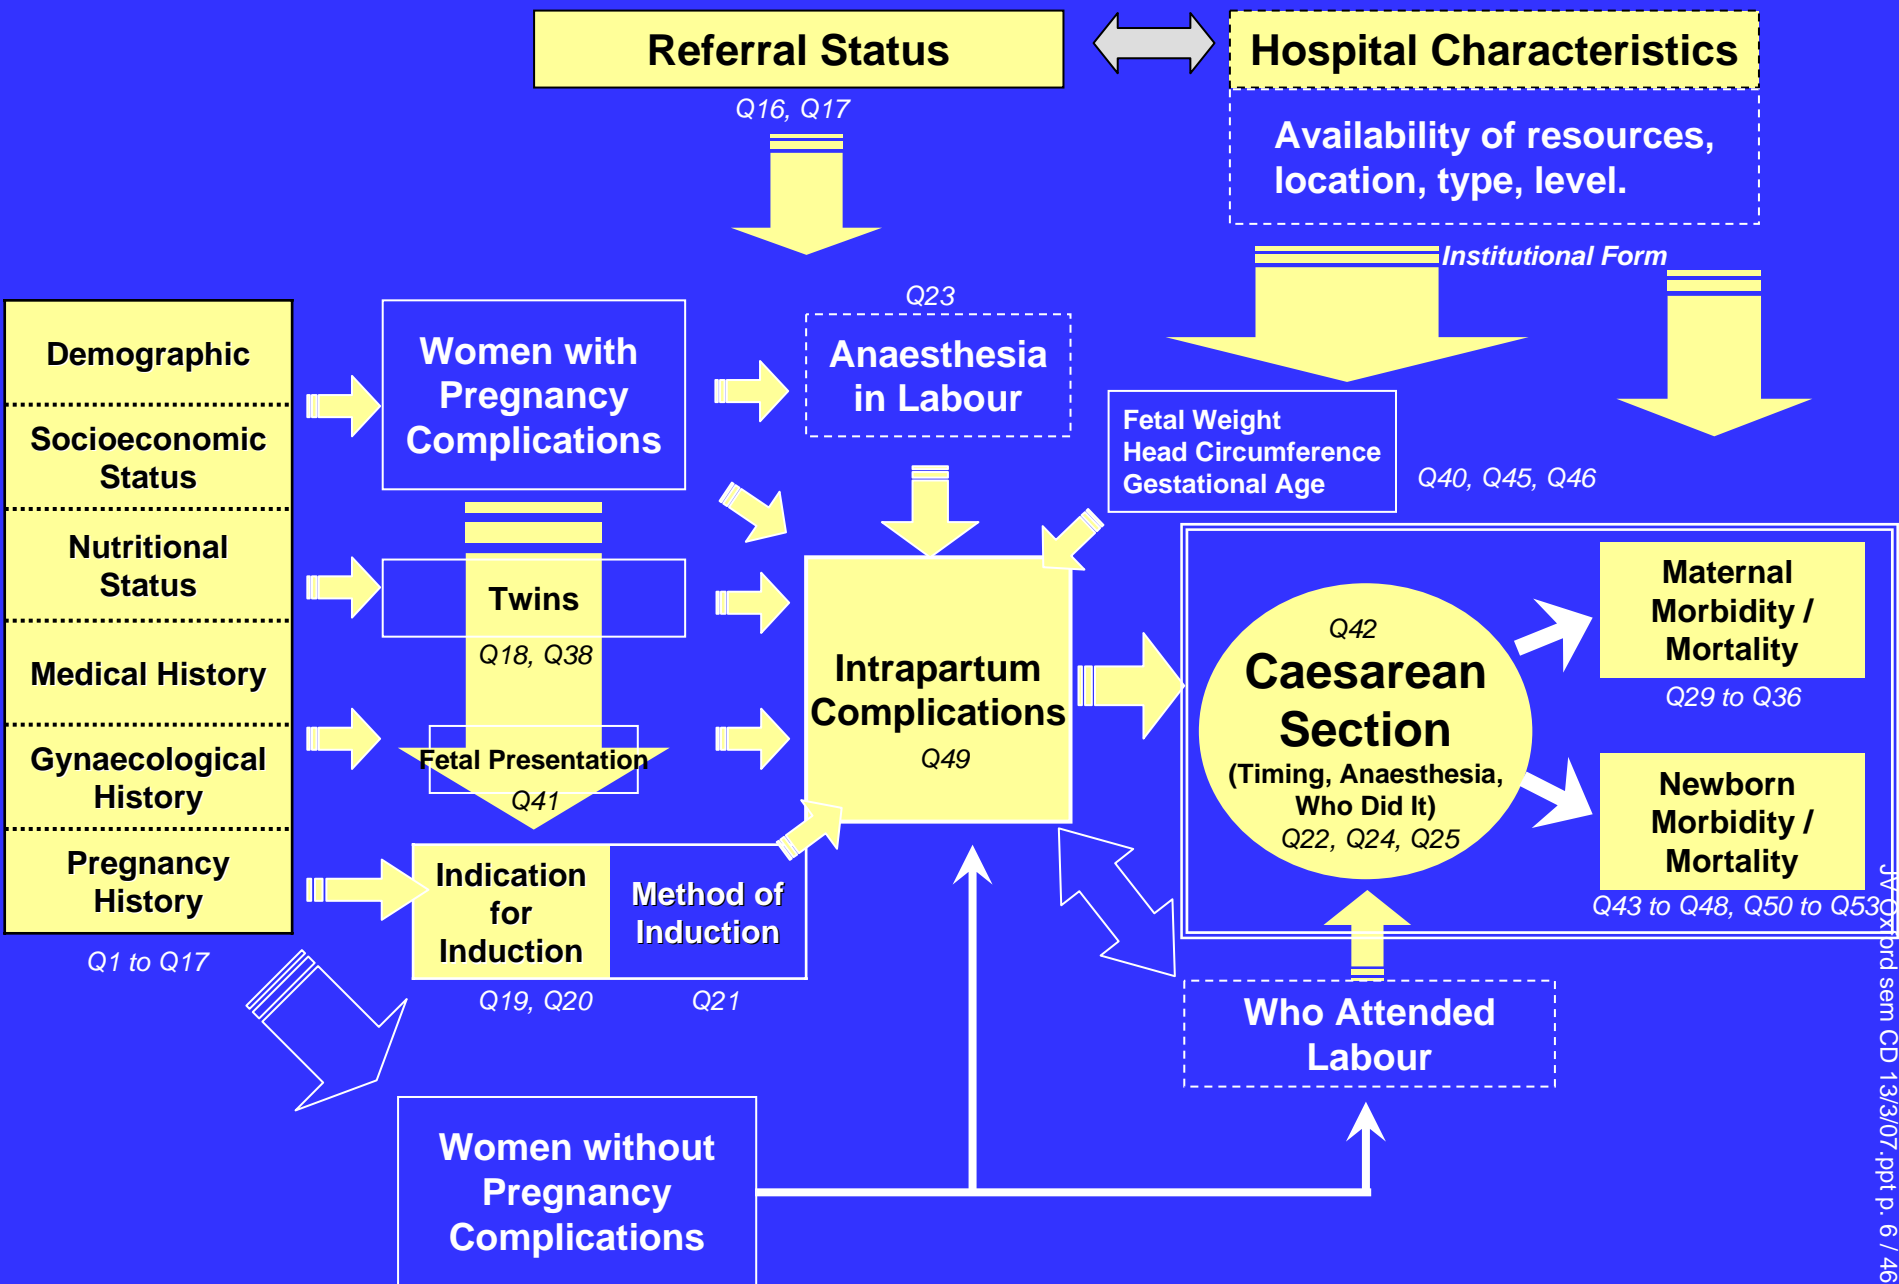 Referral Status
Hospital Characteristics
Q16, Q17
Availability of resources,
location, type, level.
Institutional Form
Demographic
Socioeconomic
Status
Nutritional
Status
Medical History
Gynaecological
History
Pregnancy
History
Q1 to Q17
Women with
Pregnancy
Complications
Twins
Q18, Q38
Fetal Presentation
Q41
Indication
for
Induction
Q19, Q20
Method of
Induction
Q21
Women without
Pregnancy
Complications
Q23
Anaesthesia
in Labour
Fetal Weight
Head Circumference
Gestational Age
Q40, Q45, Q46
Intrapartum
Complications
Q49
Q42
Caesarean
Section
(Timing, Anaesthesia,
Who Did It)
Q22, Q24, Q25
Maternal
Morbidity /
Mortality
Q29 to Q36
Newborn
Morbidity /
Mortality
Q43 to Q48, Q50 to Q53
Who Attended
Labour
JV Oxford sem CD 13/3/07.ppt p. 6 / 46